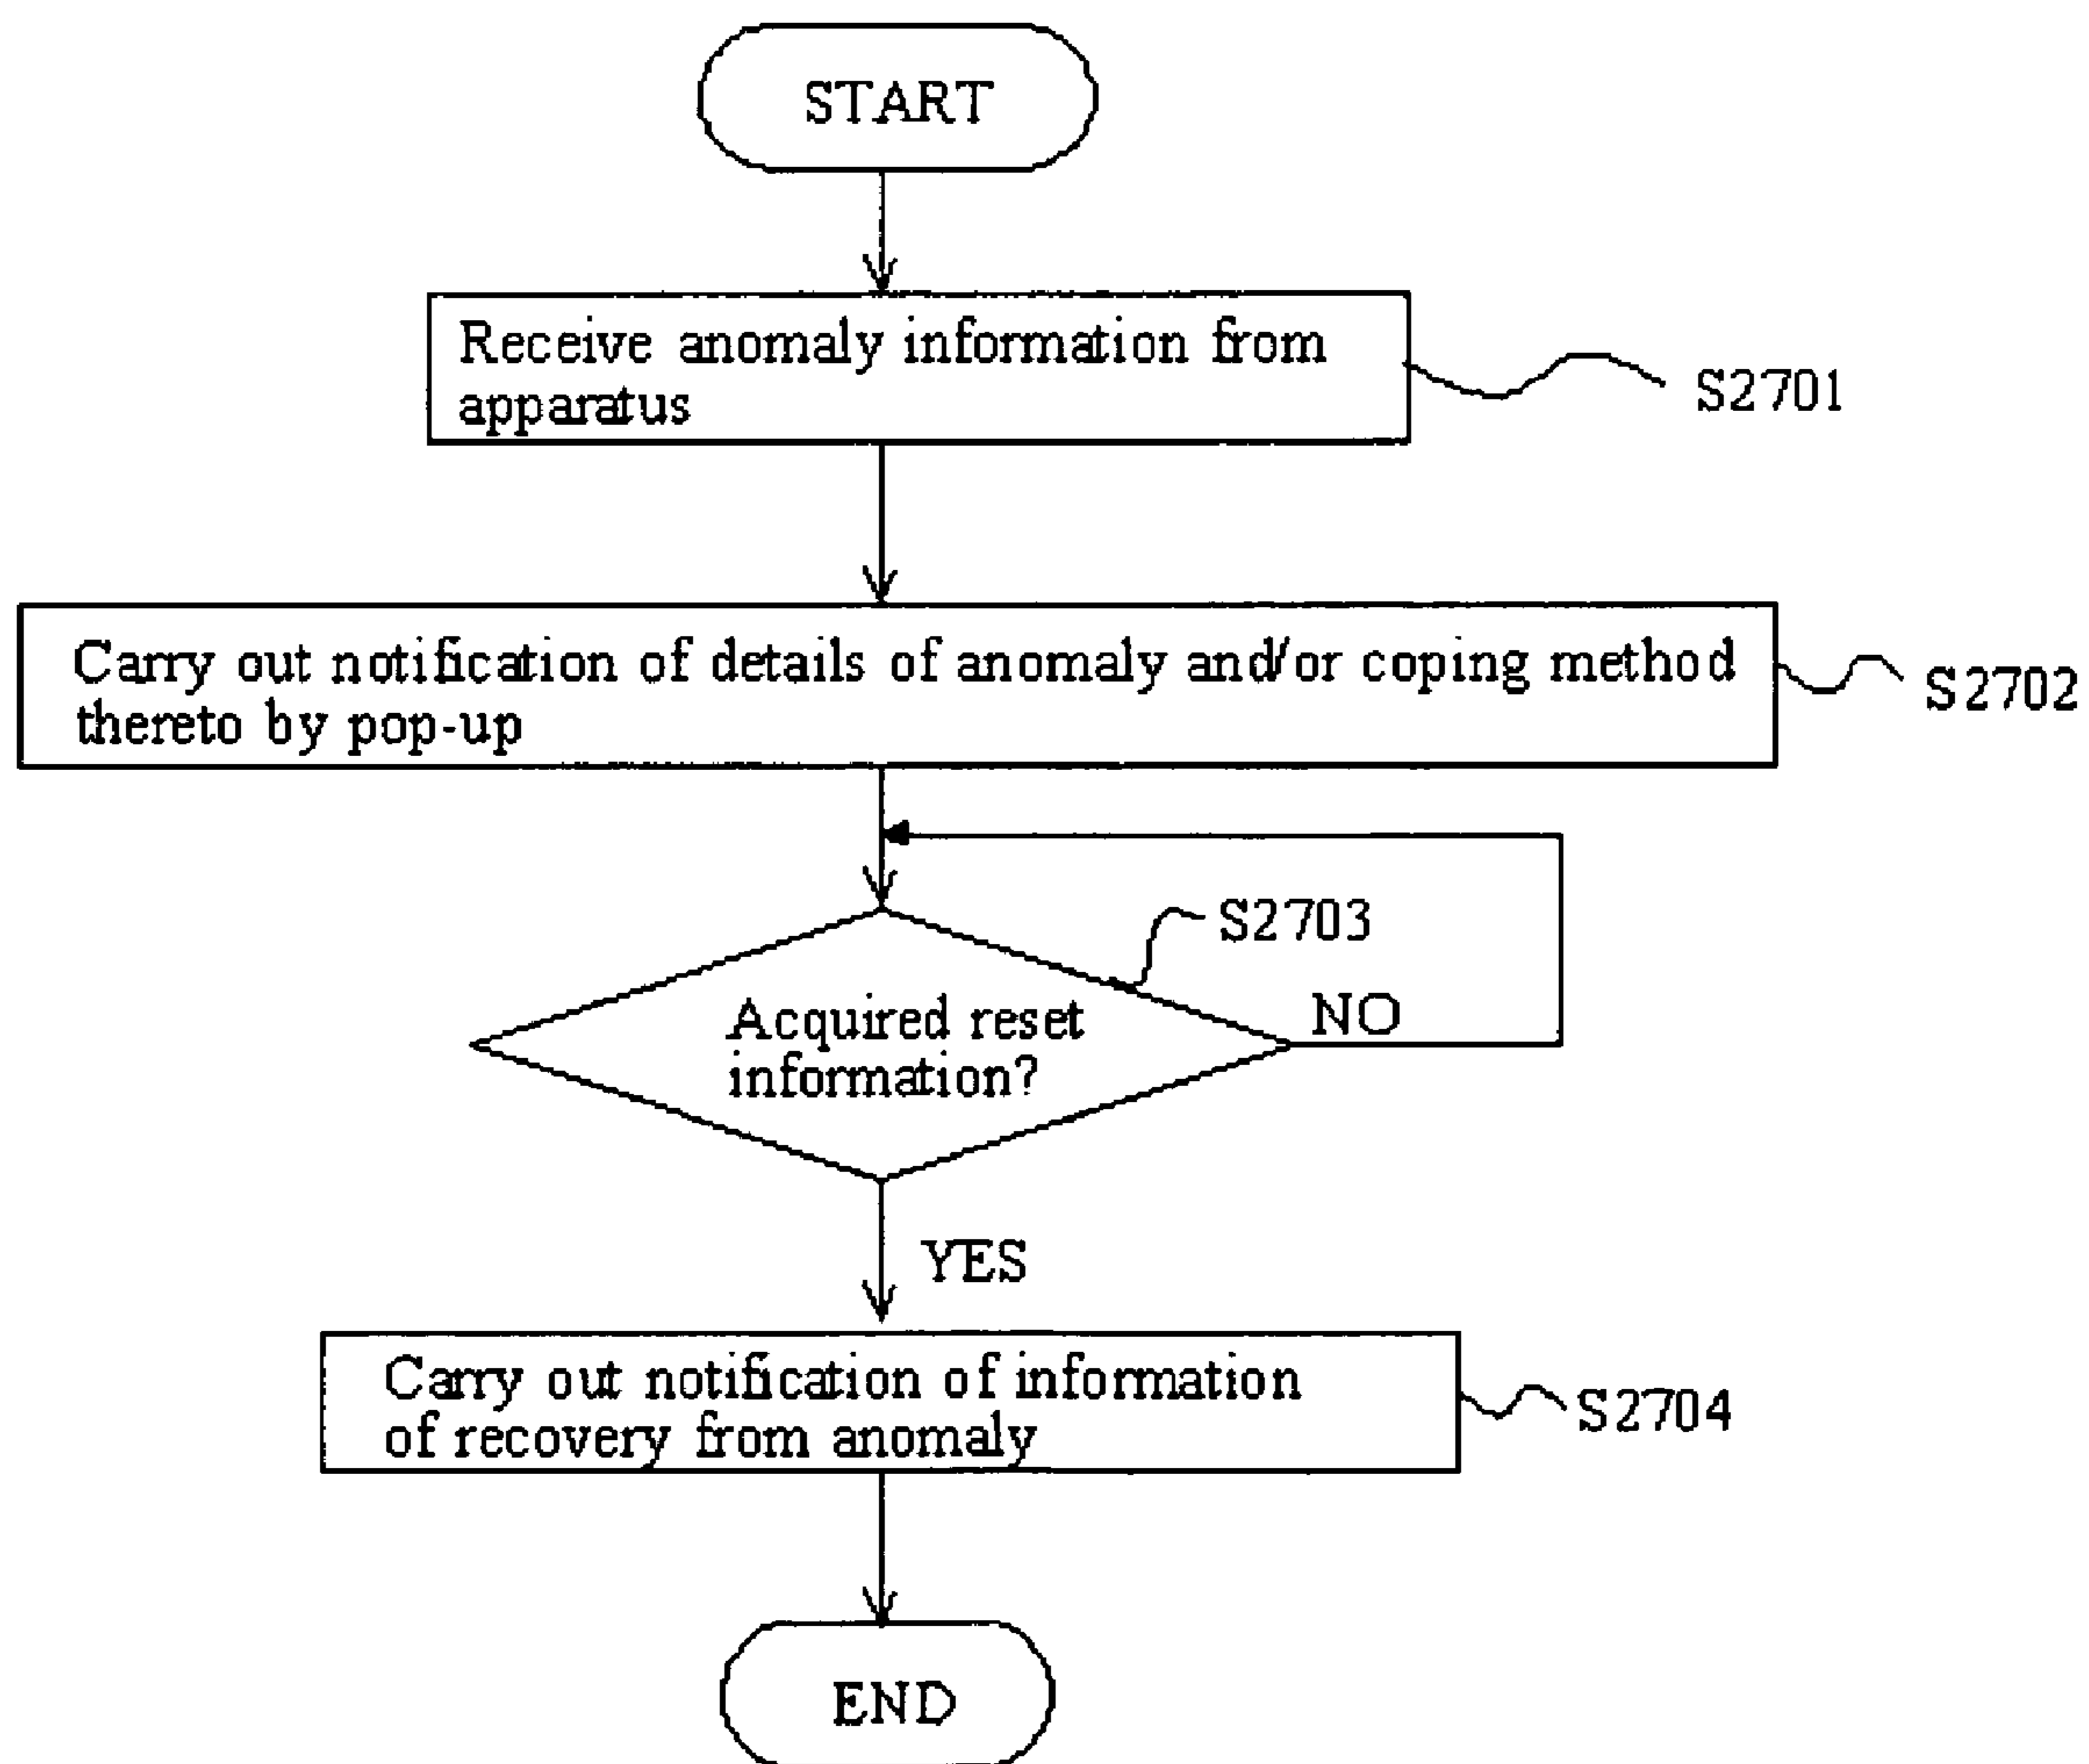 START
Receive anomaly information from
apparatus
S2701
Carry out notification of details of anomaly and/or coping method
thereto by pop-up
S2702
S2703
Acquired reset
information?
NO
YES
Carry out notification of information
of recovery from anomaly
S2704
END